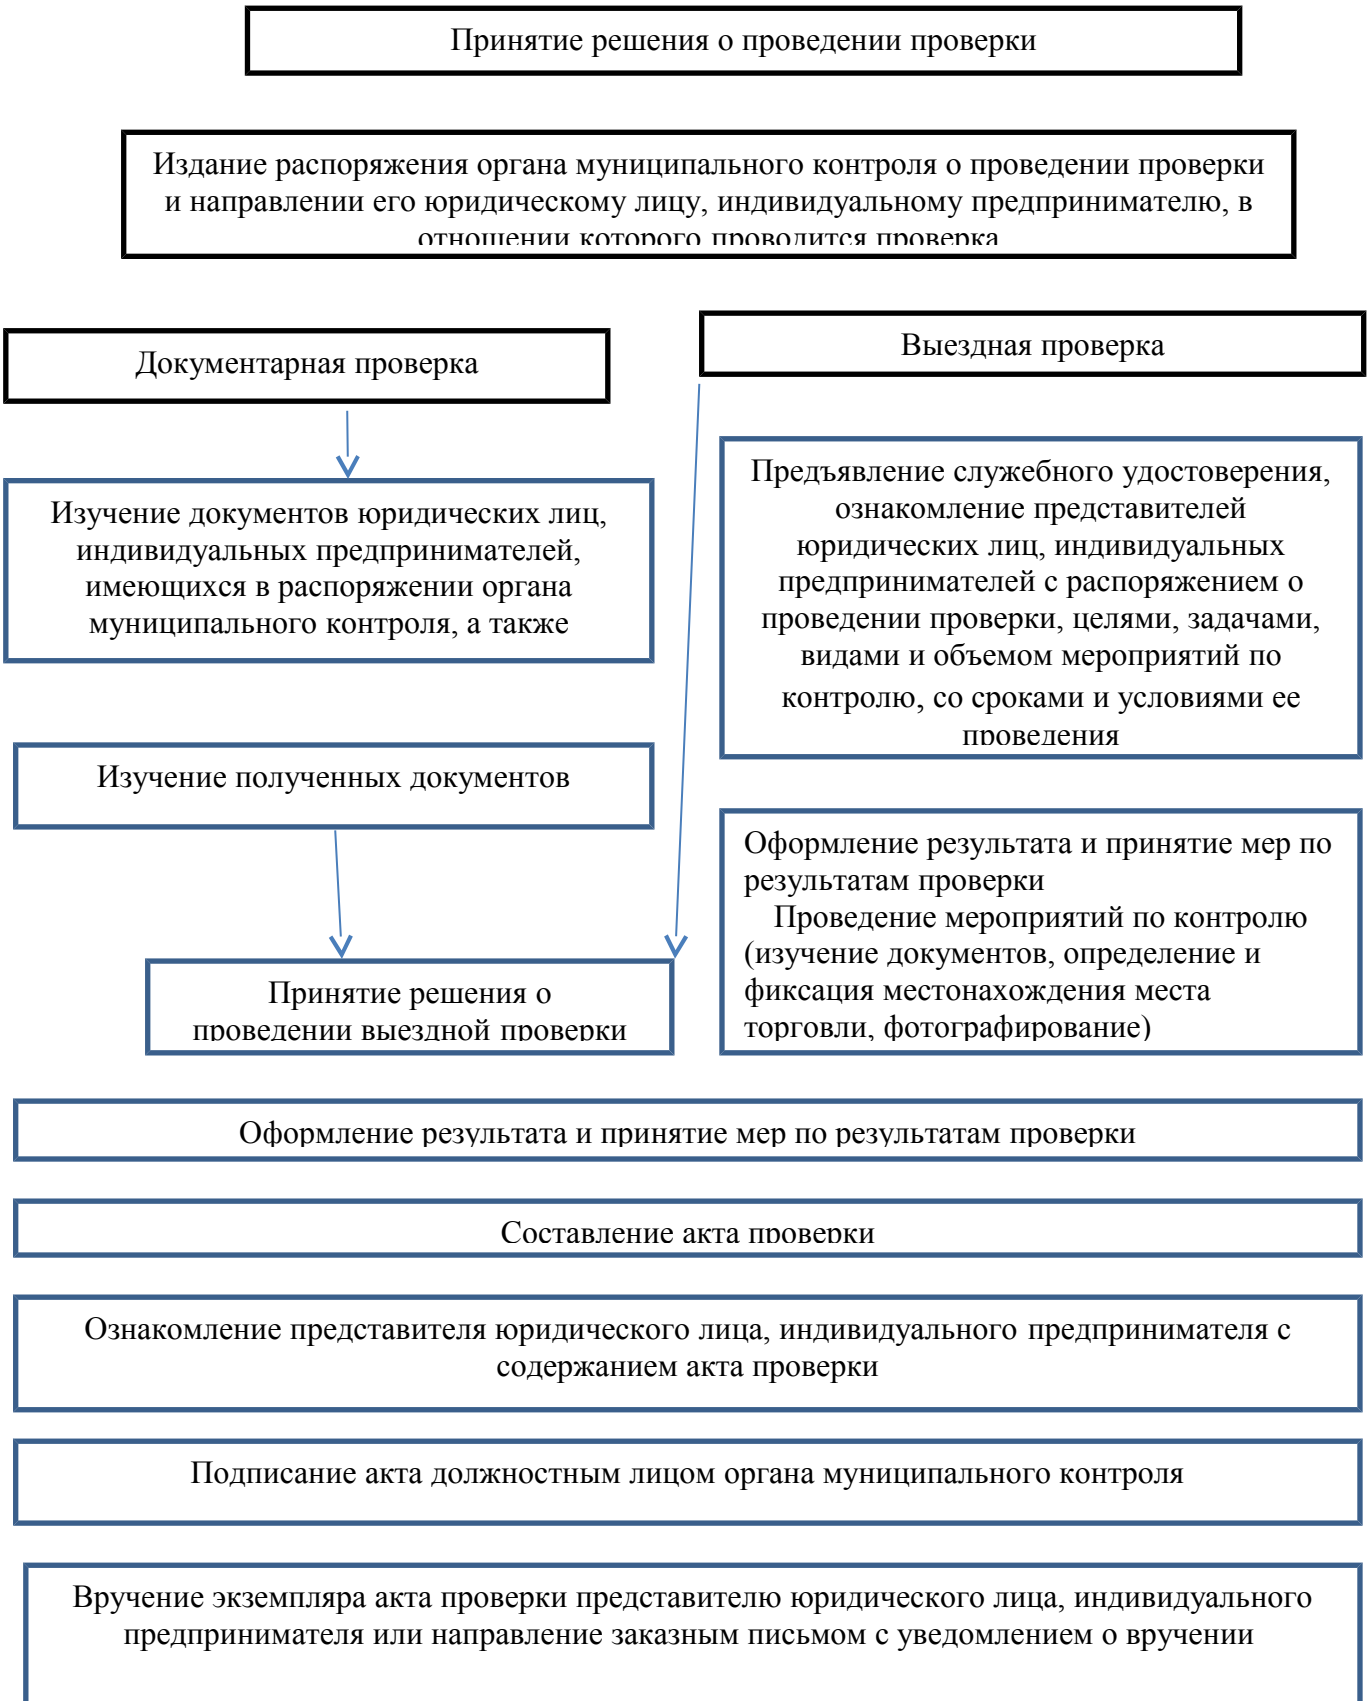 Принятие решения о проведении проверки
Издание распоряжения органа муниципального контроля о проведении проверки
и направлении его юридическому лицу, индивидуальному предпринимателю, в
отношении которого проводится проверка
Документарная проверка
Выездная проверка
Изучение документов юридических лиц,
индивидуальных предпринимателей,
имеющихся в распоряжении органа
муниципального контроля, а также
Предъявление служебного удостоверения,
ознакомление представителей
юридических лиц, индивидуальных
предпринимателей с распоряжением о
проведении проверки, целями, задачами,
видами и объемом мероприятий по
контролю, со сроками и условиями ее
проведения
Изучение полученных документов
Оформление результата и принятие мер по
результатам проверки
Проведение мероприятий по контролю
(изучение документов, определение и
фиксация местонахождения места
торговли, фотографирование)
Принятие решения о
проведении выездной проверки
Оформление результата и принятие мер по результатам проверки
Составление акта проверки
Ознакомление представителя юридического лица, индивидуального предпринимателя с
содержанием акта проверки
Подписание акта должностным лицом органа муниципального контроля
Вручение экземпляра акта проверки представителю юридического лица, индивидуального
предпринимателя или направление заказным письмом с уведомлением о вручении